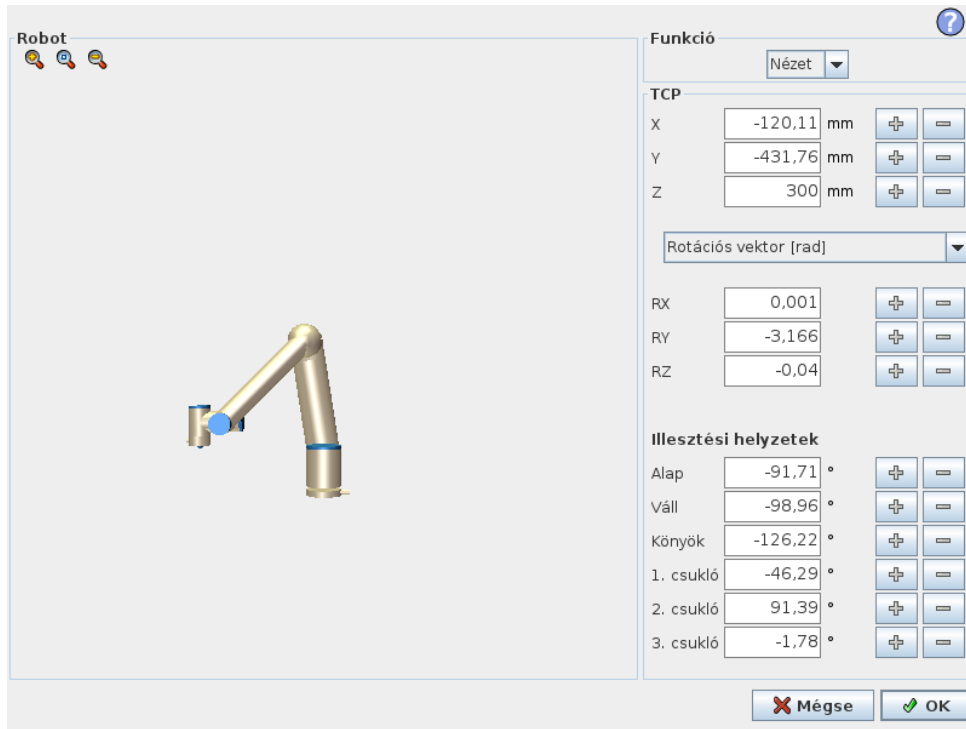 Robot
Funkció
Nézet
TCP
X -120,11 mm
Y -431,76 mm
Z 300 mm
Rotációs vektor [rad]
RX 0,001
RY -3,166
RZ -0,04
Illesztési helyzetek
Alap -91,71 °
Váll -98,96 °
Könyök -126,22 °
1. csukló -46,29 °
2. csukló 91,39 °
3. csukló -1,78 °
Mégse
OK